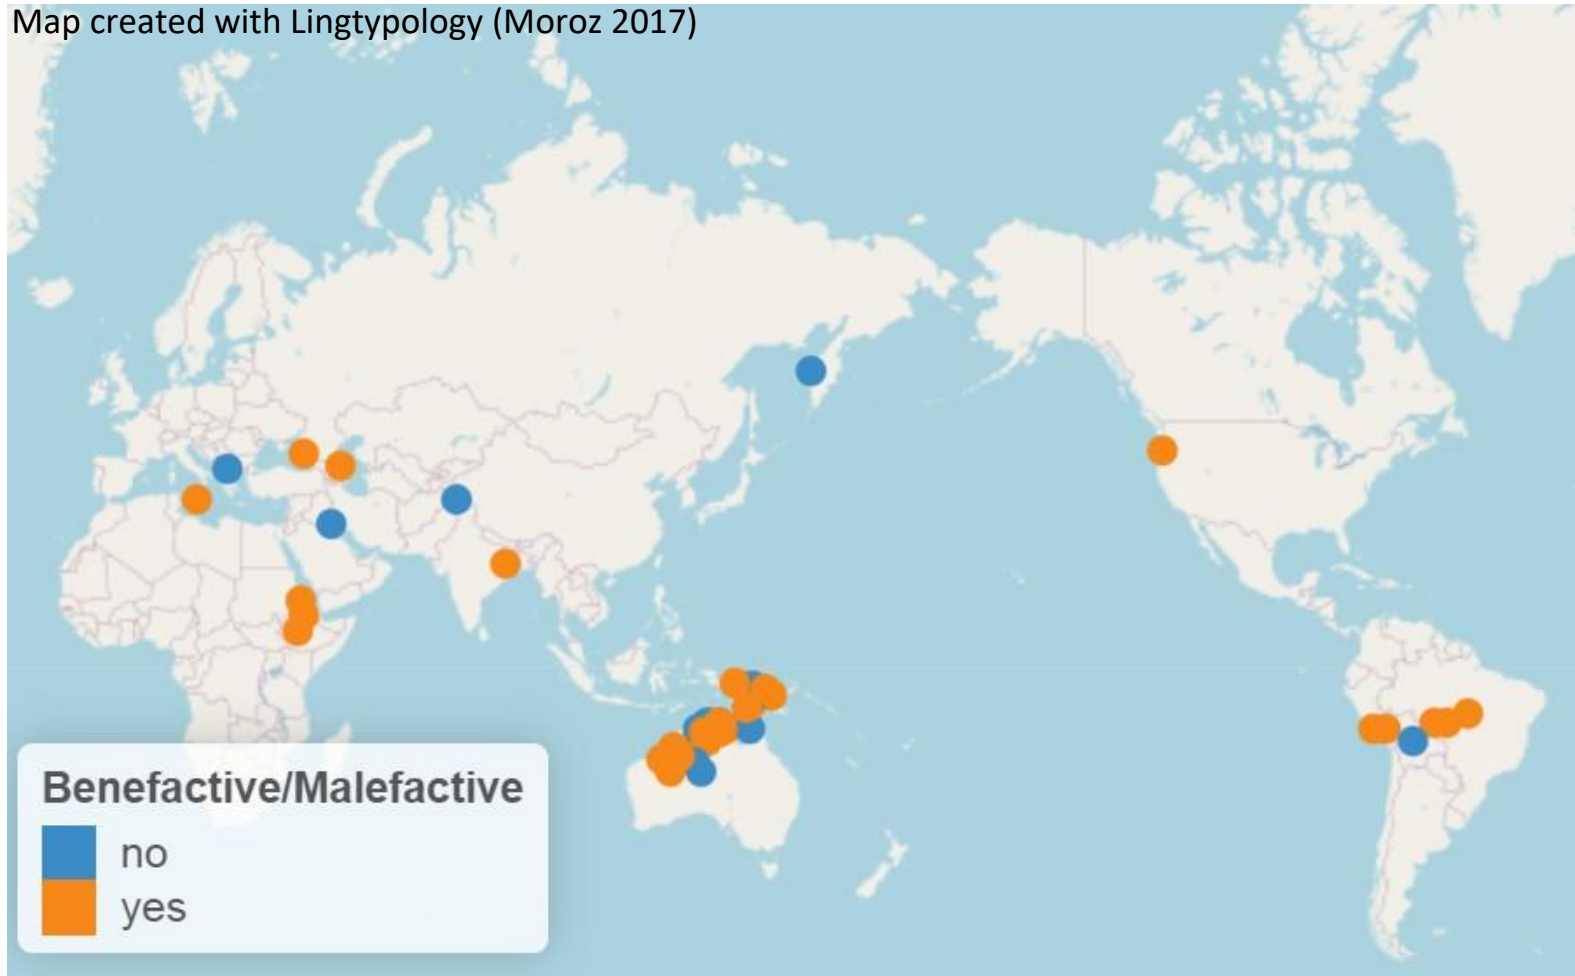 Map created with Lingtypology (Moroz 2017)
Benefactive/Malefactive
no
yes